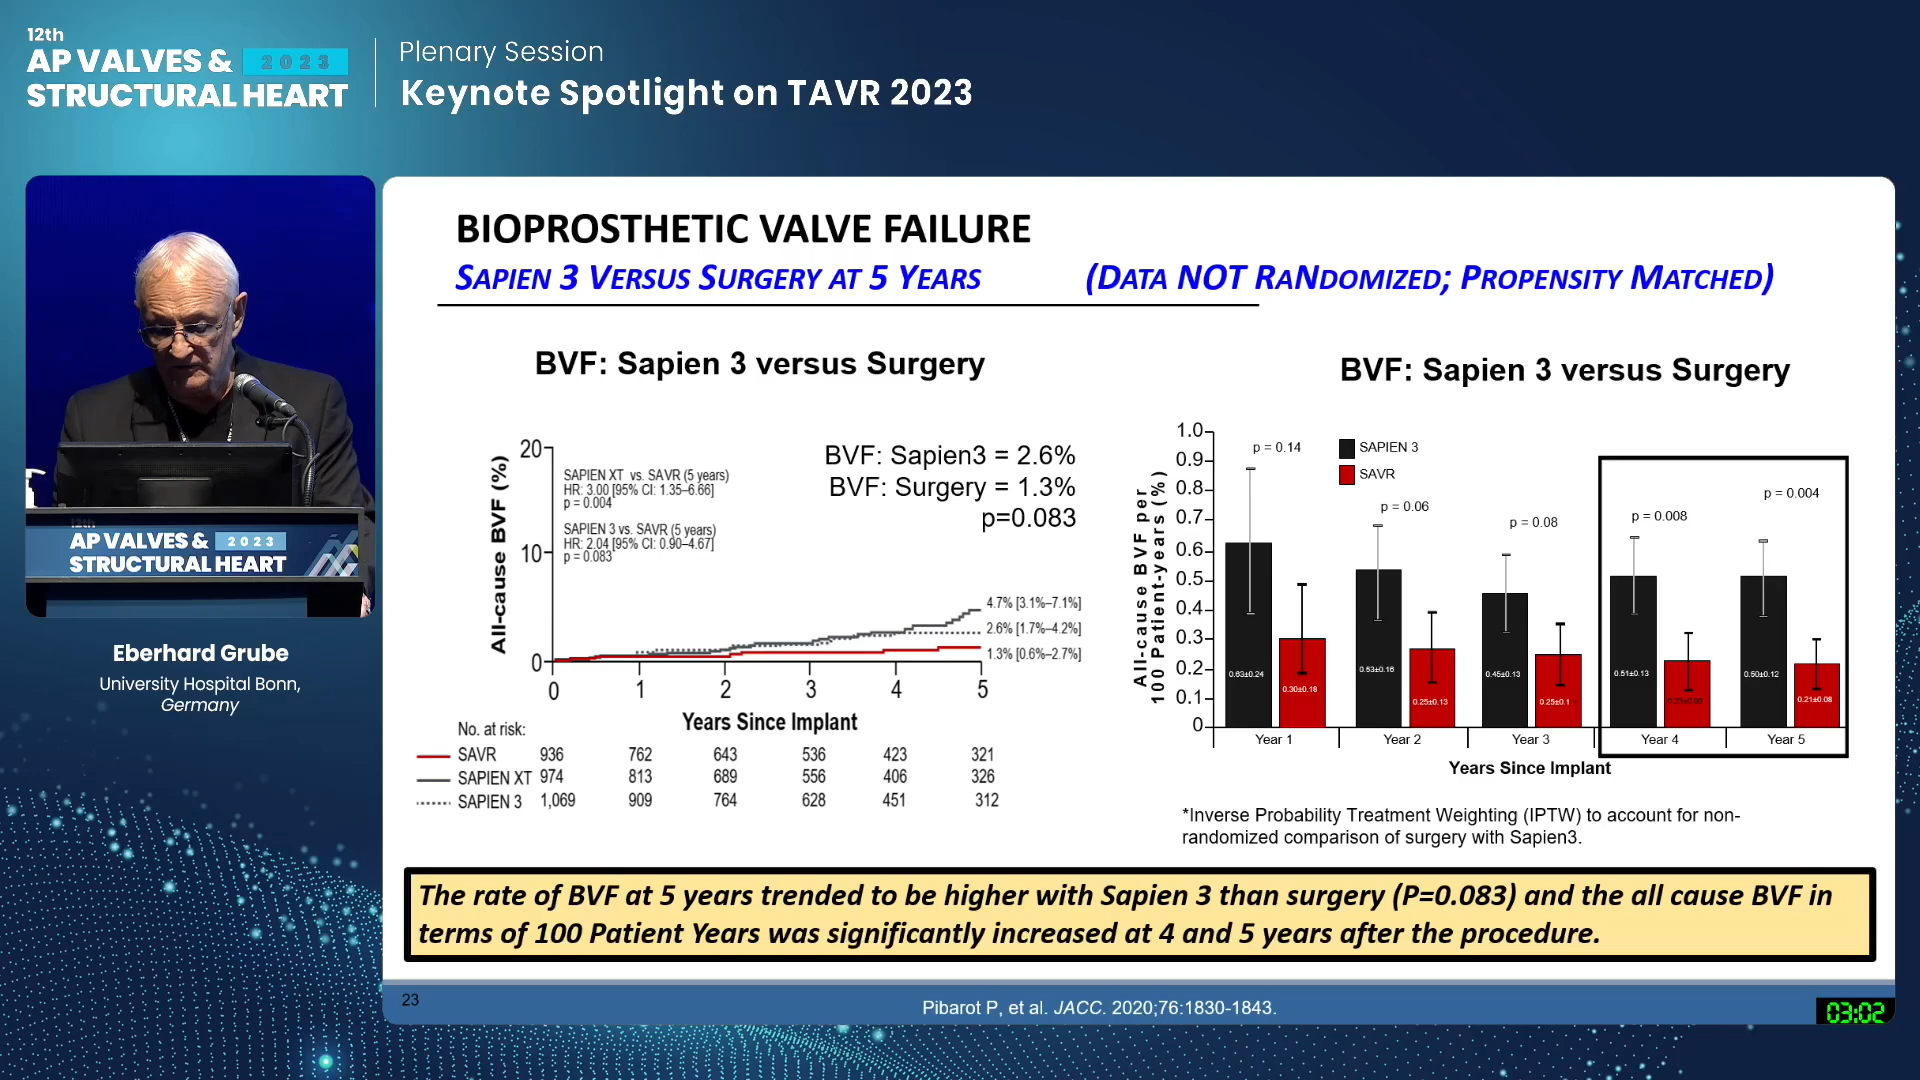 12th
AP VALVES & 2023
STRUCTURAL HEART
Plenary Session
Keynote Spotlight on TAVR 2023
12th
AP VALVES & 2023
STRUCTURAL HEART
Eberhard Grube
University Hospital Bonn,
Germany
BIOPROSTHETIC VALVE FAILURE
SAPIEN 3 VERSUS SURGERY AT 5 YEARS (DATA NOT RANDOMIZED; PROPENSITY MATCHED)
BVF: Sapien 3 versus Surgery
All-cause BVF (%)
20
10
0
SAPIEN XT vs. SAVR (5 years)
HR: 3.00 [95% CI: 1.35–6.66]
p = 0.004
SAPIEN 3 vs. SAVR (5 years)
HR: 2.04 [95% CI: 0.90–4.67]
p = 0.083
BVF: Sapien3 = 2.6%
BVF: Surgery = 1.3%
p=0.083
4.7% [3.1%–7.1%]
2.6% [1.7%–4.2%]
1.3% [0.6%–2.7%]
0 1 2 3 4 5
Years Since Implant
No. at risk:
SAVR 936 762 643 536 423 321
SAPIEN XT 974 813 689 556 406 326
SAPIEN 3 1,069 909 764 628 451 312
BVF: Sapien 3 versus Surgery
All-cause BVF per
100 Patient-years (%)
1.0
0.9
0.8
0.7
0.6
0.5
0.4
0.3
0.2
0.1
0
SAPIEN 3
SAVR
p = 0.14
p = 0.06
p = 0.08
p = 0.008
p = 0.004
0.63±0.24 0.30±0.18 0.53±0.16 0.25±0.13 0.45±0.13 0.25±0.1 0.51±0.13 0.50±0.12 0.21±0.08
Year 1 Year 2 Year 3 Year 4 Year 5
Years Since Implant
*Inverse Probability Treatment Weighting (IPTW) to account for non-
randomized comparison of surgery with Sapien3.
The rate of BVF at 5 years trended to be higher with Sapien 3 than surgery (P=0.083) and the all cause BVF in
terms of 100 Patient Years was significantly increased at 4 and 5 years after the procedure.
23
Pibarot P, et al. JACC. 2020;76:1830-1843.
03:02